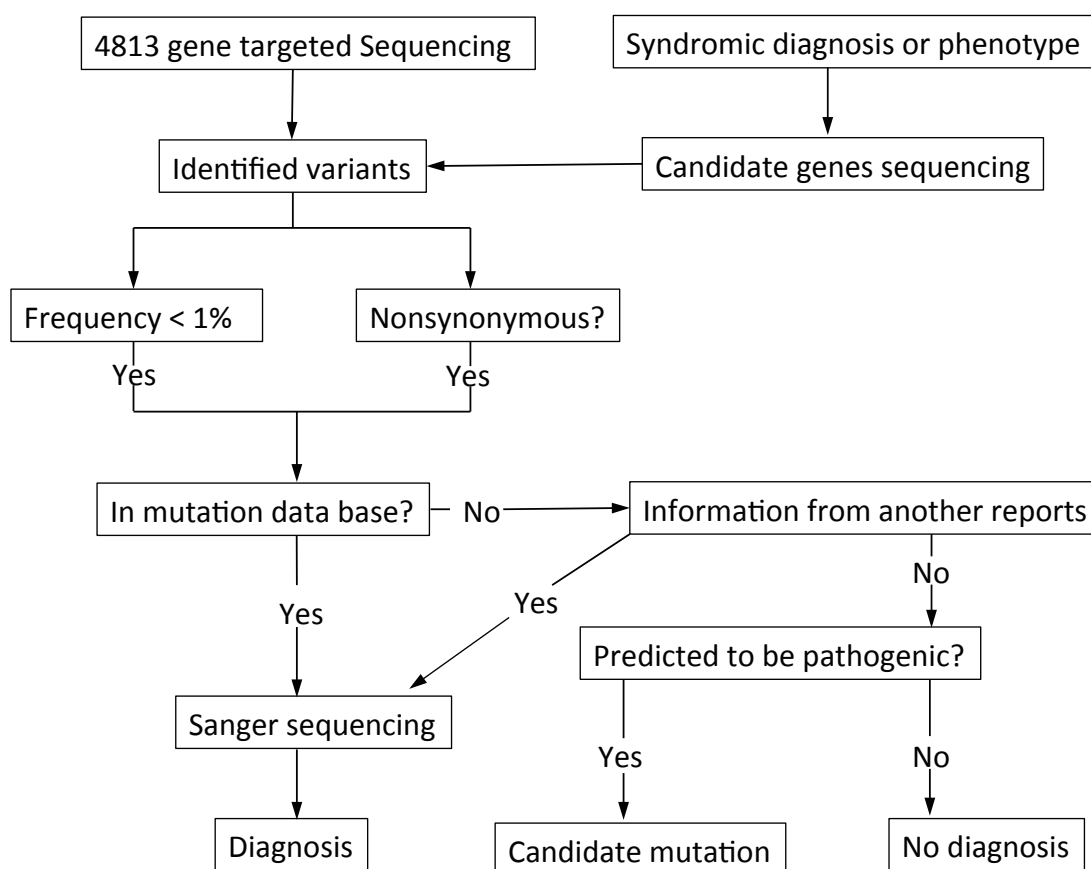 4813 gene targeted Sequencing
Syndromic diagnosis or phenotype
Identified variants
Candidate genes sequencing
Frequency < 1%
Nonsynonymous?
Yes
Yes
In mutation data base?
No
Information from another reports
Yes
Yes
No
Predicted to be pathogenic?
Sanger sequencing
Yes
No
Diagnosis
Candidate mutation
No diagnosis